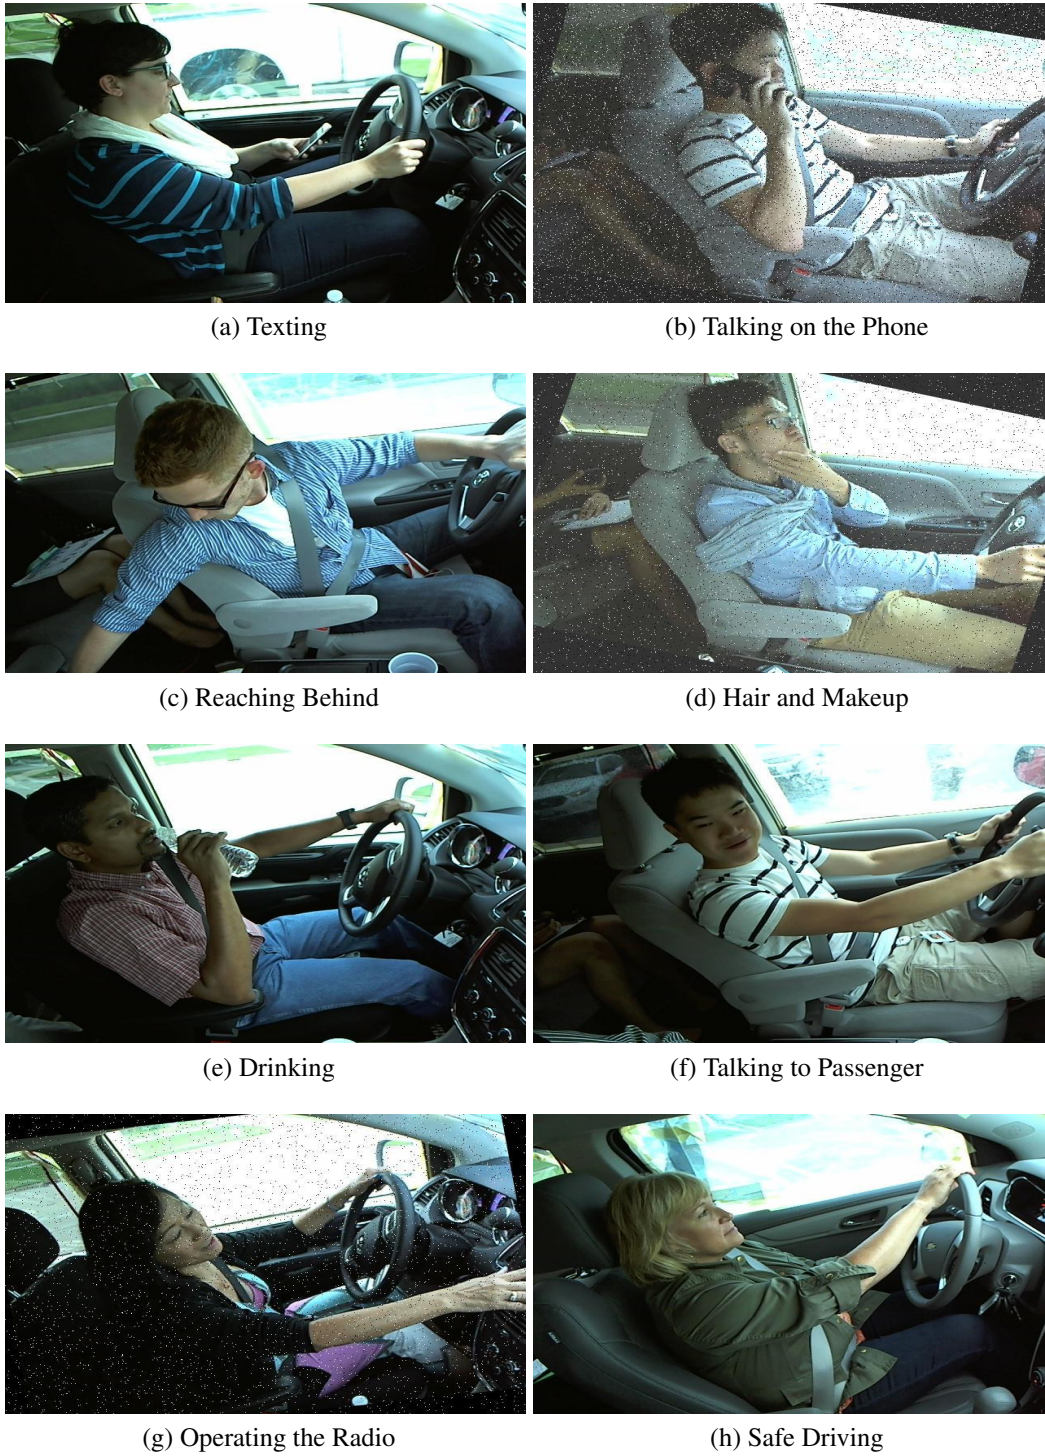 (a) Texting
(b) Talking on the Phone
(c) Reaching Behind
(d) Hair and Makeup
(e) Drinking
(f) Talking to Passenger
(g) Operating the Radio
(h) Safe Driving